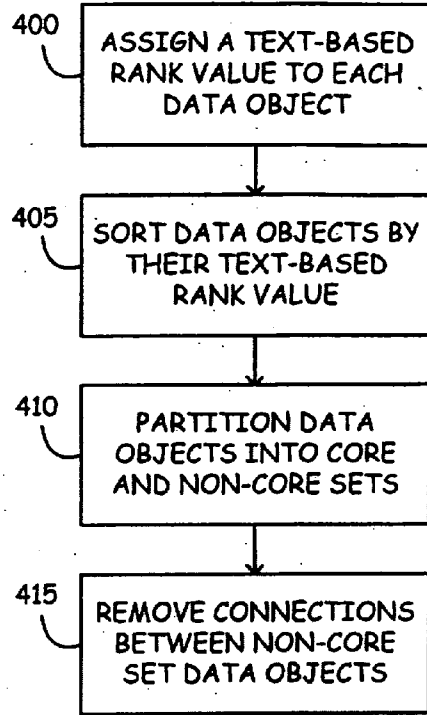 400
ASSIGN A TEXT-BASED
RANK VALUE TO EACH
DATA OBJECT
405
SORT DATA OBJECTS BY
THEIR TEXT-BASED
RANK VALUE
410
PARTITION DATA
OBJECTS INTO CORE
AND NON-CORE SETS
415
REMOVE CONNECTIONS
BETWEEN NON-CORE
SET DATA OBJECTS